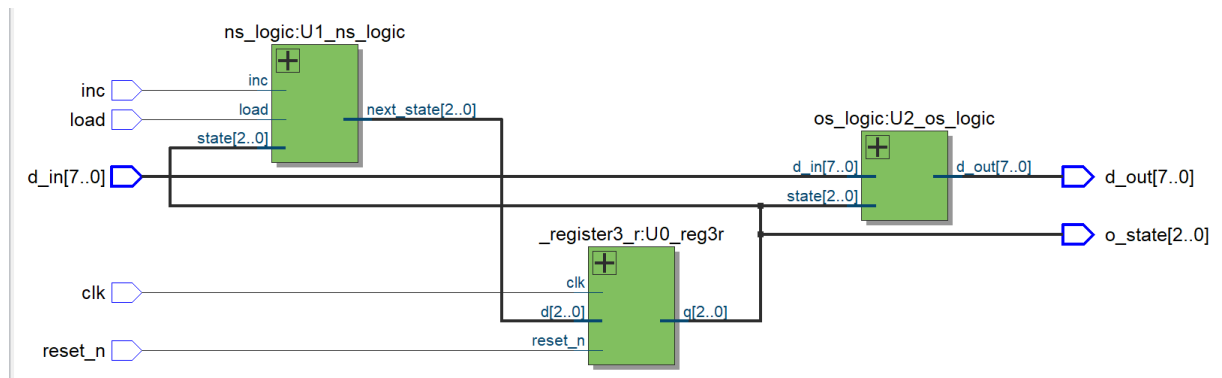 ns_logic:U1_ns_logic
inc
inc
load
load
next_state[2..0]
state[2..0]
d_in[7..0]
os_logic:U2_os_logic
d_in[7..0]
d_out[7..0]
d_out[7..0]
state[2..0]
o_state[2..0]
_register3_r:U0_reg3r
clk
clk
d[2..0]
q[2..0]
reset_n
reset_n